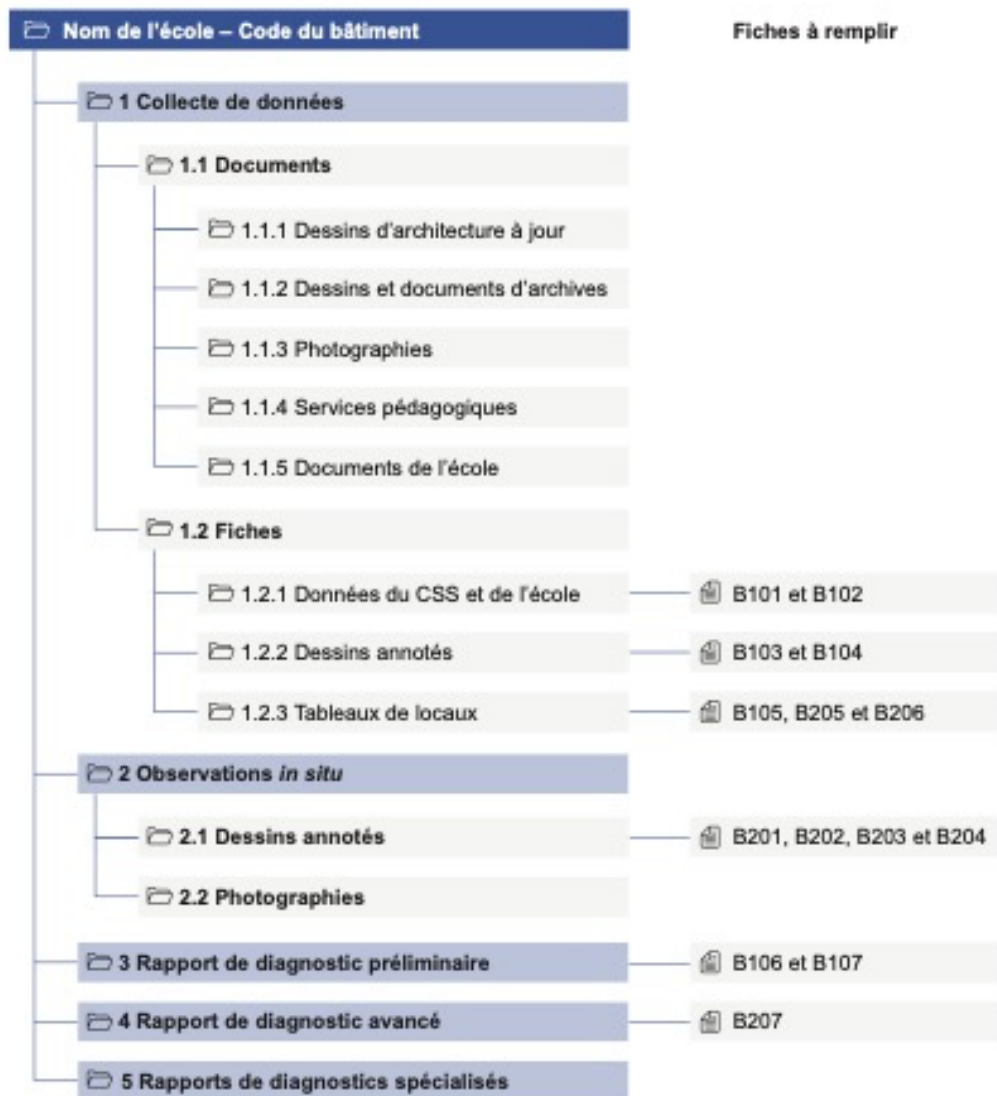 Nom de l'école – Code du bâtiment Fiches à remplir
1 Collecte de données
1.1 Documents
1.1.1 Dessins d'architecture à jour
1.1.2 Dessins et documents d'archives
1.1.3 Photographies
1.1.4 Services pédagogiques
1.1.5 Documents de l'école
1.2 Fiches
1.2.1 Données du CSS et de l'école B101 et B102
1.2.2 Dessins annotés B103 et B104
1.2.3 Tableaux de locaux B105, B205 et B206
2 Observations in situ
2.1 Dessins annotés B201, B202, B203 et B204
2.2 Photographies
3 Rapport de diagnostic préliminaire B106 et B107
4 Rapport de diagnostic avancé B207
5 Rapports de diagnostics spécialisés